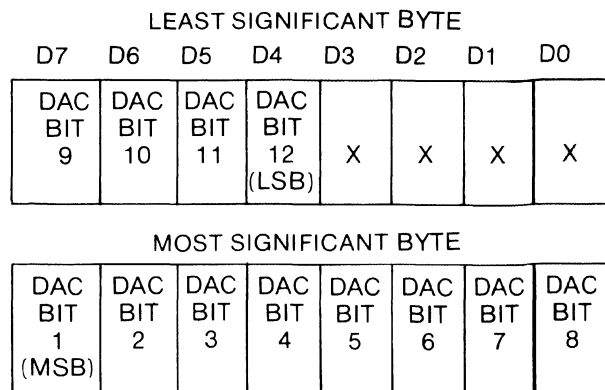 LEAST SIGNIFICANT BYTE
D7 D6 D5 D4 D3 D2 D1 D0
DAC DAC DAC DAC
BIT BIT BIT BIT
9 10 11 12 X X X X
(LSB)
MOST SIGNIFICANT BYTE
DAC DAC DAC DAC DAC DAC DAC DAC
BIT BIT BIT BIT BIT BIT BIT BIT
1 2 3 4 5 6 7 8
(MSB)